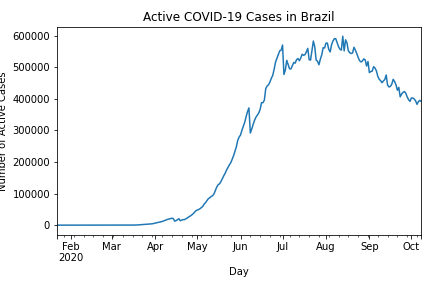 Active COVID-19 Cases in Brazil
Number of Active Cases
600000
500000
400000
300000
200000
100000
0
Feb
2020
Mar
Apr
May
Jun
Jul
Aug
Sep
Oct
Day